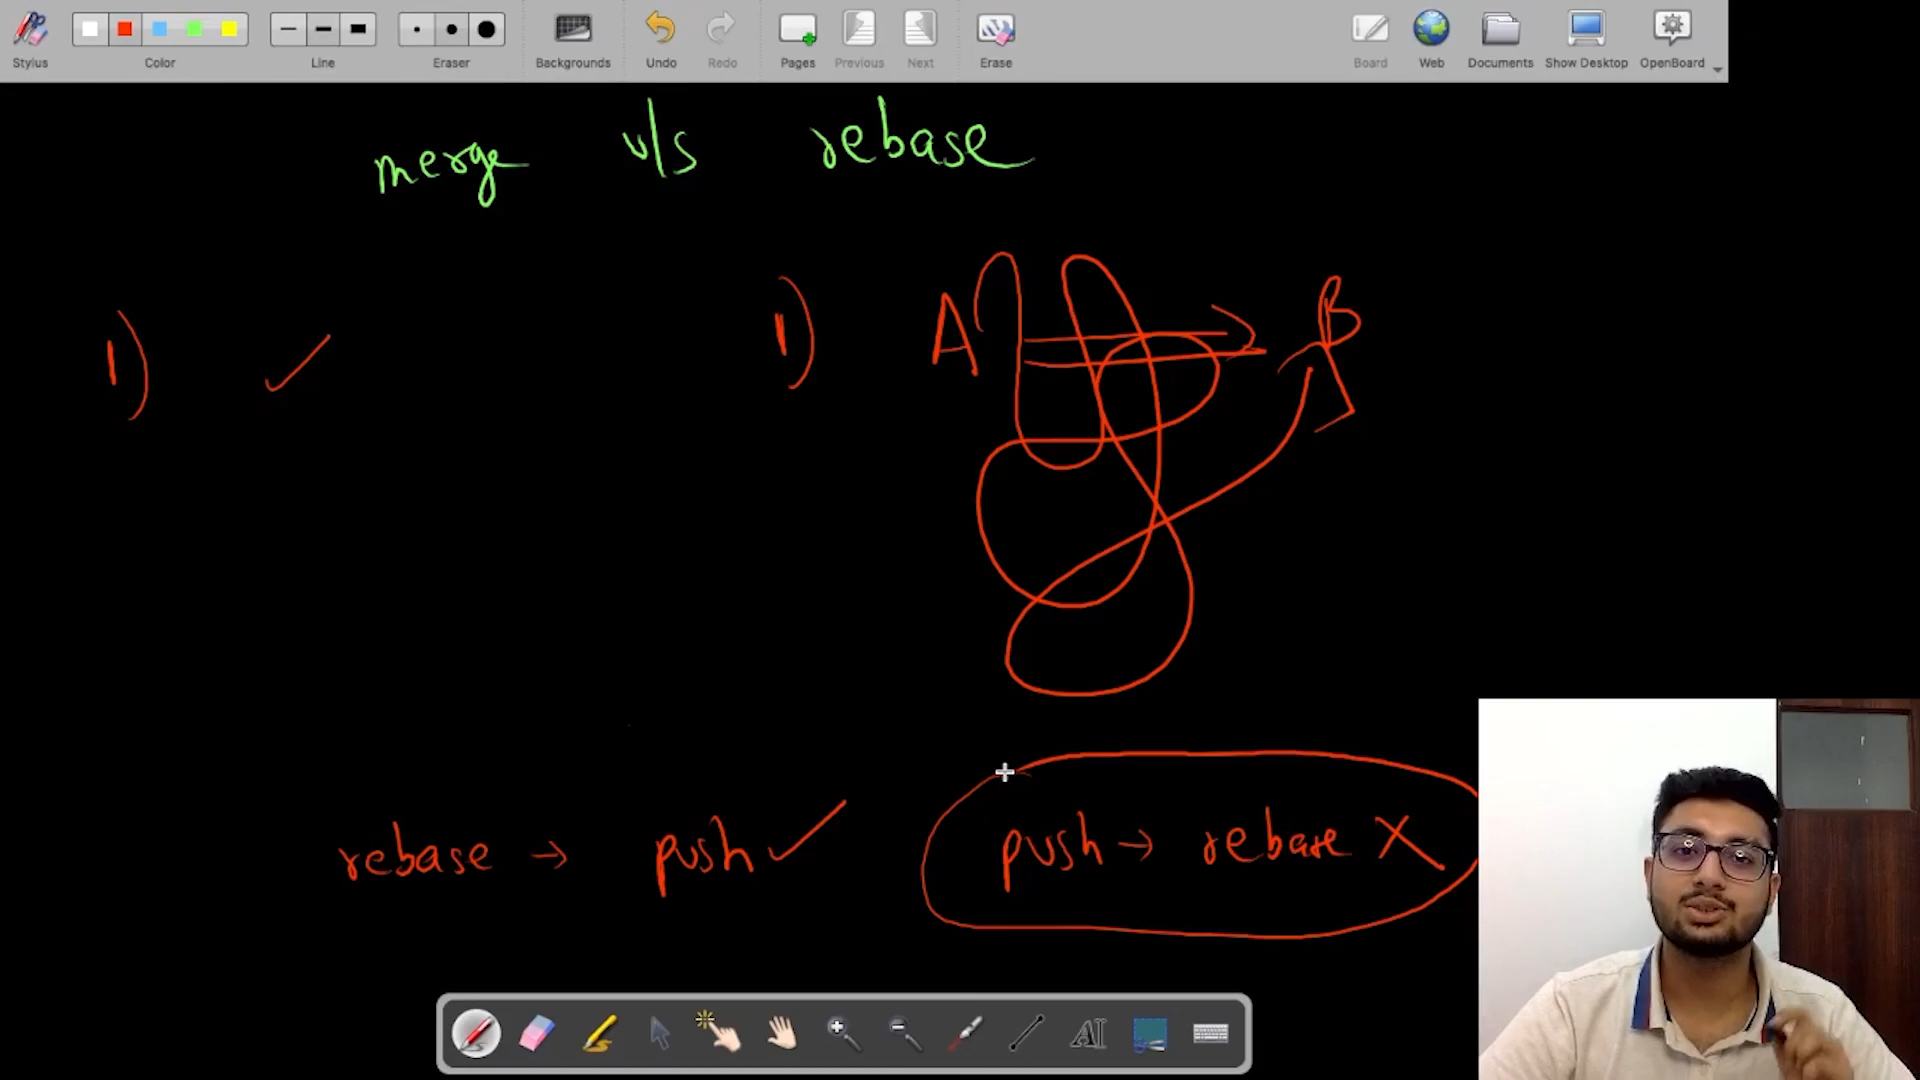 Stylus Color Line Eraser Backgrounds Undo Redo Pages Previous Next Erase Board Web Documents Show Desktop OpenBoard
merge v/s rebase
1) ✓ 1) A B
rebase → push ✓ push → rebase X
AI